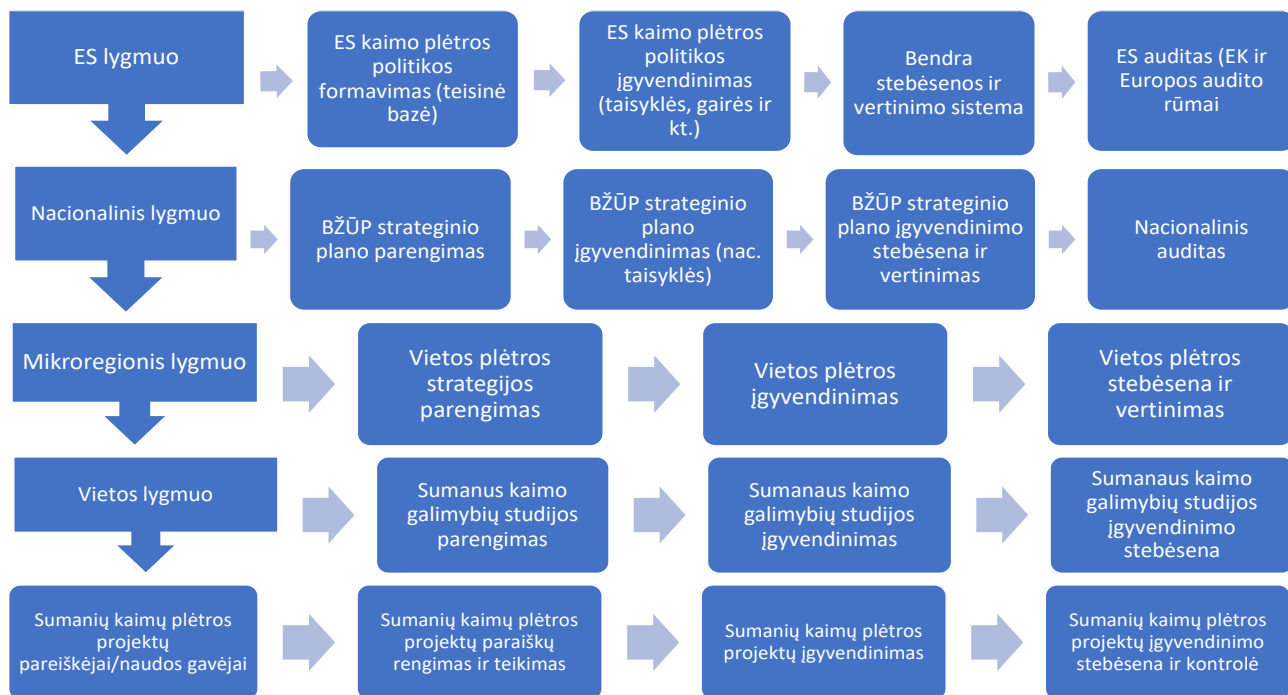 ES lygmuo
ES kaimo plėtros
politikos
formavimas (teisinė
bazė)
ES kaimo plėtros
politikos
įgyvendinimas
(taisyklės, gairės ir
kt.)
Bendra
stebėsenos ir
vertinimo sistema
ES auditas (EK ir
Europos audito
rūmai
Nacionalinis lygmuo
BŽŪP strateginio
plano parengimas
BŽŪP strateginio
plano
įgyvendinimas (nac.
taisyklės)
BŽŪP strateginio
plano įgyvendinimo
stebėsena ir
vertinimas
Nacionalinis
auditas
Mikroregionis lygmuo
Vietos plėtros
strategijos
parengimas
Vietos plėtros
įgyvendinimas
Vietos plėtros
stebėsena ir
vertinimas
Vietos lygmuo
Sumanus kaimo
galimybių studijos
parengimas
Sumanaus kaimo
galimybių studijos
įgyvendinimas
Sumanaus kaimo
galimybių studijos
įgyvendinimo
stebėsena
Sumanių kaimų plėtros
projektų
pareiškėjai/naudos gavėjai
Sumanių kaimų plėtros
projektų paraiškų
rengimas ir teikimas
Sumanių kaimų plėtros
projektų įgyvendinimas
Sumanių kaimų plėtros
projektų įgyvendinimo
stebėsena ir kontrolė